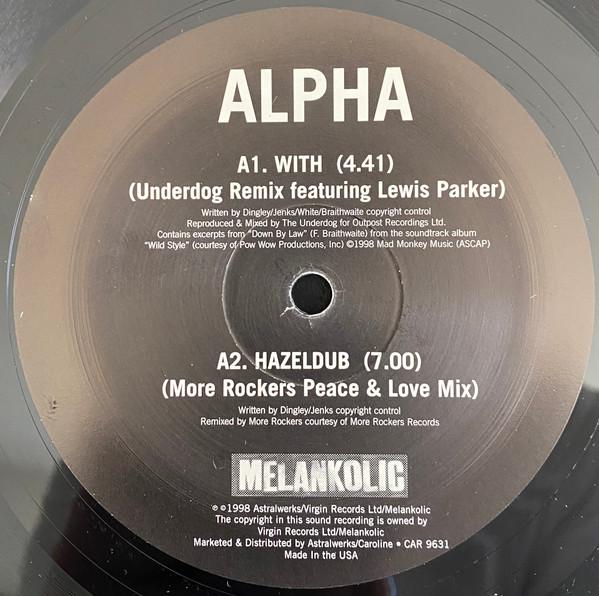 ALPHA
A1. WITH (4.41)
(Underdog Remix featuring Lewis Parker)
Written by Dingley/Jenks/White/Braithwaite copyright control
Reproduced & Mixed by The Underdog for Outpost Recordings Ltd.
Contains excerpts from "Down By Law" (F. Braithwaite) from the soundtrack album
"Wild Style" (courtesy of Pow Wow Productions, Inc) ©1998 Mad Monkey Music (ASCAP)
A2. HAZELDUB (7.00)
(More Rockers Peace & Love Mix)
Written by Dingley/Jenks copyright control
Remixed by More Rockers courtesy of More Rockers Records
MELANKOLIC
℗ ©1998 Astralwerks/Virgin Records Ltd/Melankolic
The copyright in this sound recording is owned by
Virgin Records Ltd/Melankolic
Marketed & Distributed by Astralwerks/Caroline • CAR 9631
Made In the USA